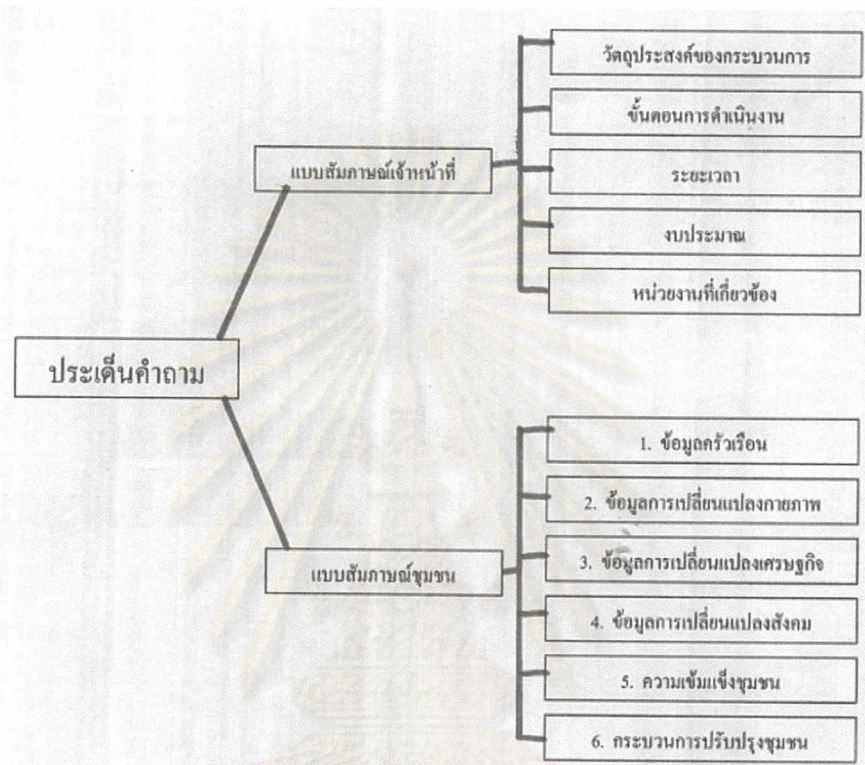 ประเด็นคำถาม
แบบสัมภาษณ์เจ้าหน้าที่
วัตถุประสงค์ของกระบวนการ
ขั้นตอนการดำเนินงาน
ระยะเวลา
งบประมาณ
หน่วยงานที่เกี่ยวข้อง
แบบสัมภาษณ์ชุมชน
1. ข้อมูลครัวเรือน
2. ข้อมูลการเปลี่ยนแปลงกายภาพ
3. ข้อมูลการเปลี่ยนแปลงเศรษฐกิจ
4. ข้อมูลการเปลี่ยนแปลงสังคม
5. ความเข้มแข็งชุมชน
6. กระบวนการปรับปรุงชุมชน